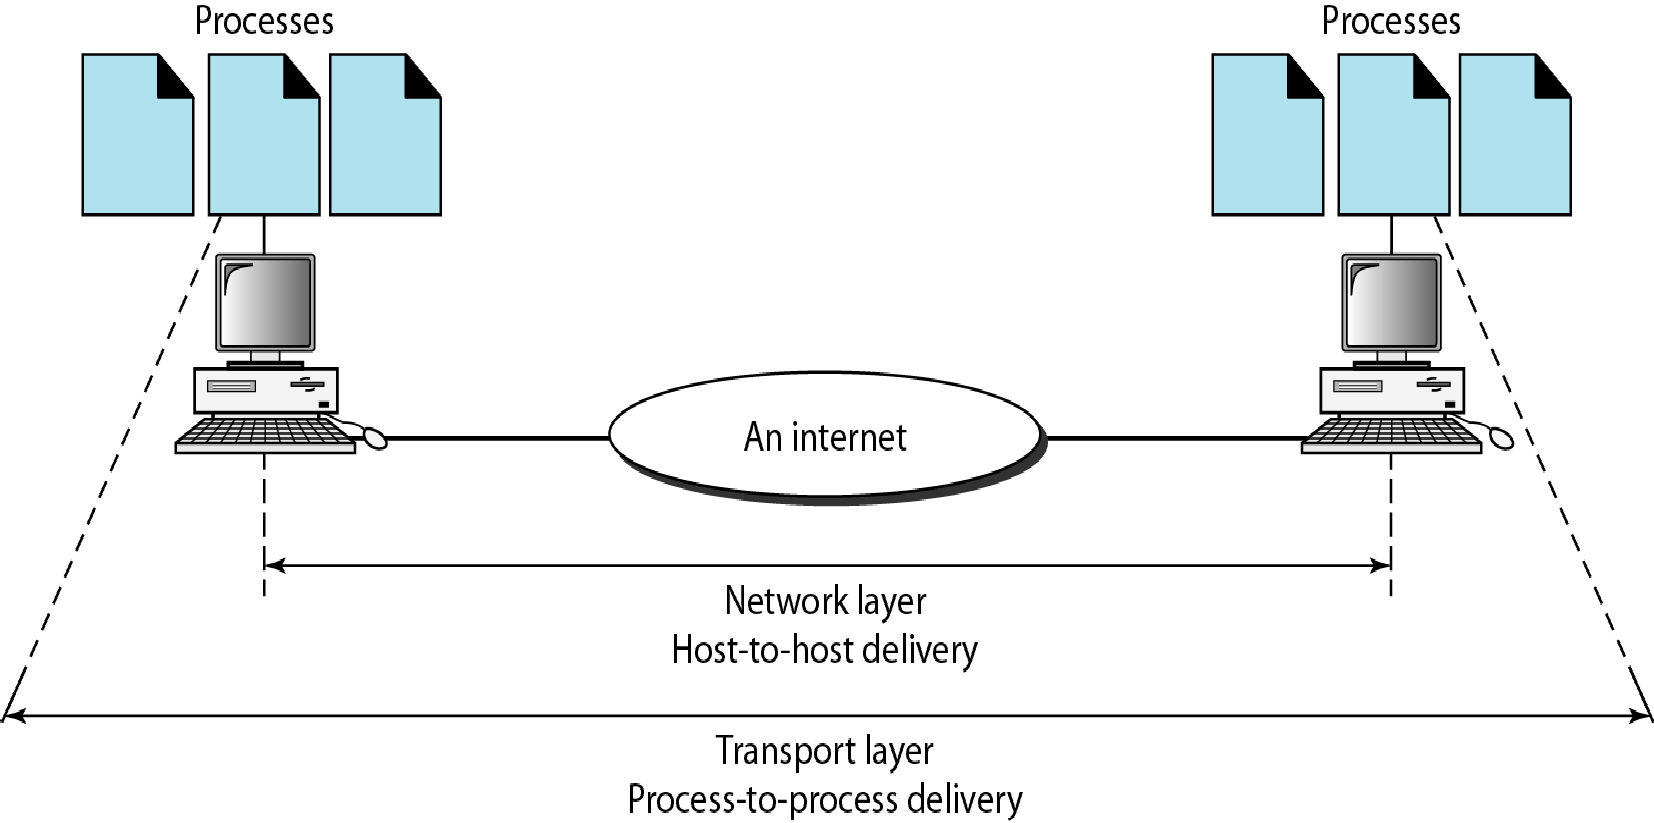 Processes
Processes
An internet
Network layer
Host-to-host delivery
Transport layer
Process-to-process delivery